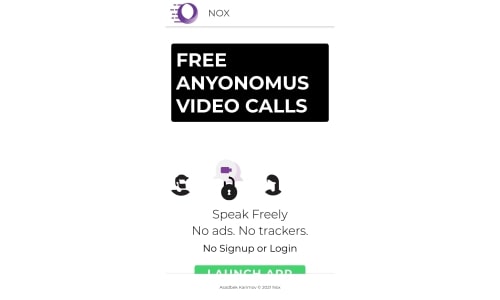 NOX
FREE
ANYONOMUS
VIDEO CALLS
Speak Freely
No ads. No trackers.
No Signup or Login
LAUNCH APP